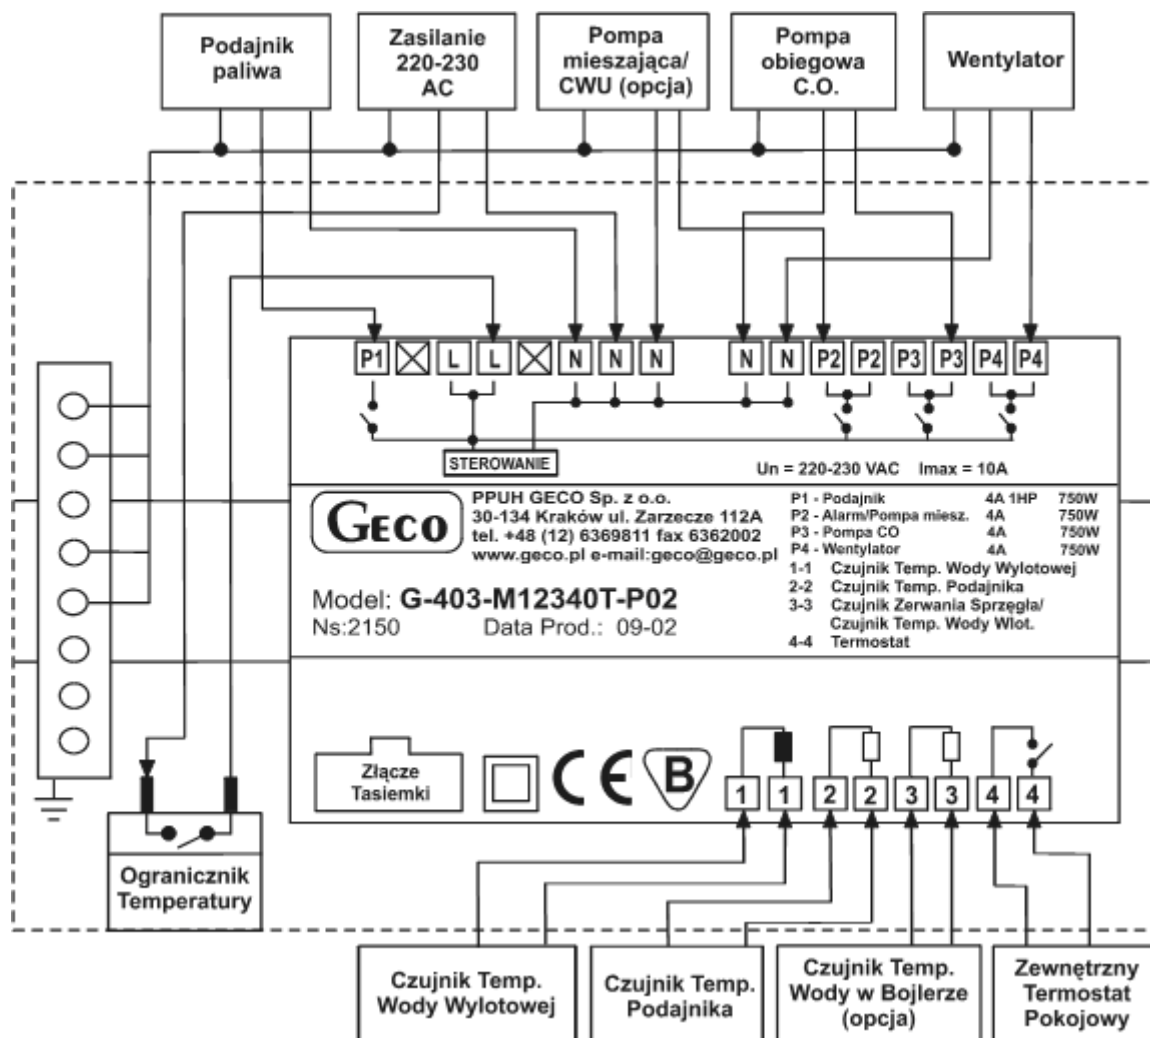 Podajnik
paliwa
Zasilanie
220-230
AC
Pompa
mieszająca/
CWU (opcja)
Pompa
obiegowa
C.O.
Wentylator
P1 L L N N N N N P2 P2 P3 P3 P4 P4
STEROWANIE
Un = 220-230 VAC Imax = 10A
GECO
PPUH GECO Sp. z o.o.
30-134 Kraków ul. Zarzecze 112A
tel. +48 (12) 6369811 fax 6362002
www.geco.pl e-mail:geco@geco.pl
Model: G-403-M12340T-P02
Ns:2150 Data Prod.: 09-02
P1 - Podajnik 4A 1HP 750W
P2 - Alarm/Pompa miesz. 4A 750W
P3 - Pompa CO 4A 750W
P4 - Wentylator 4A 750W
1-1 Czujnik Temp. Wody Wylotowej
2-2 Czujnik Temp. Podajnika
3-3 Czujnik Zerwania Sprzęgła/
Czujnik Temp. Wody Wlot.
4-4 Termostat
Złącze
Tasiemki
CE
B
1 1 2 2 3 3 4 4
Ogranicznik
Temperatury
Czujnik Temp.
Wody Wylotowej
Czujnik Temp.
Podajnika
Czujnik Temp.
Wody w Bojlerze
(opcja)
Zewnętrzny
Termostat
Pokojowy